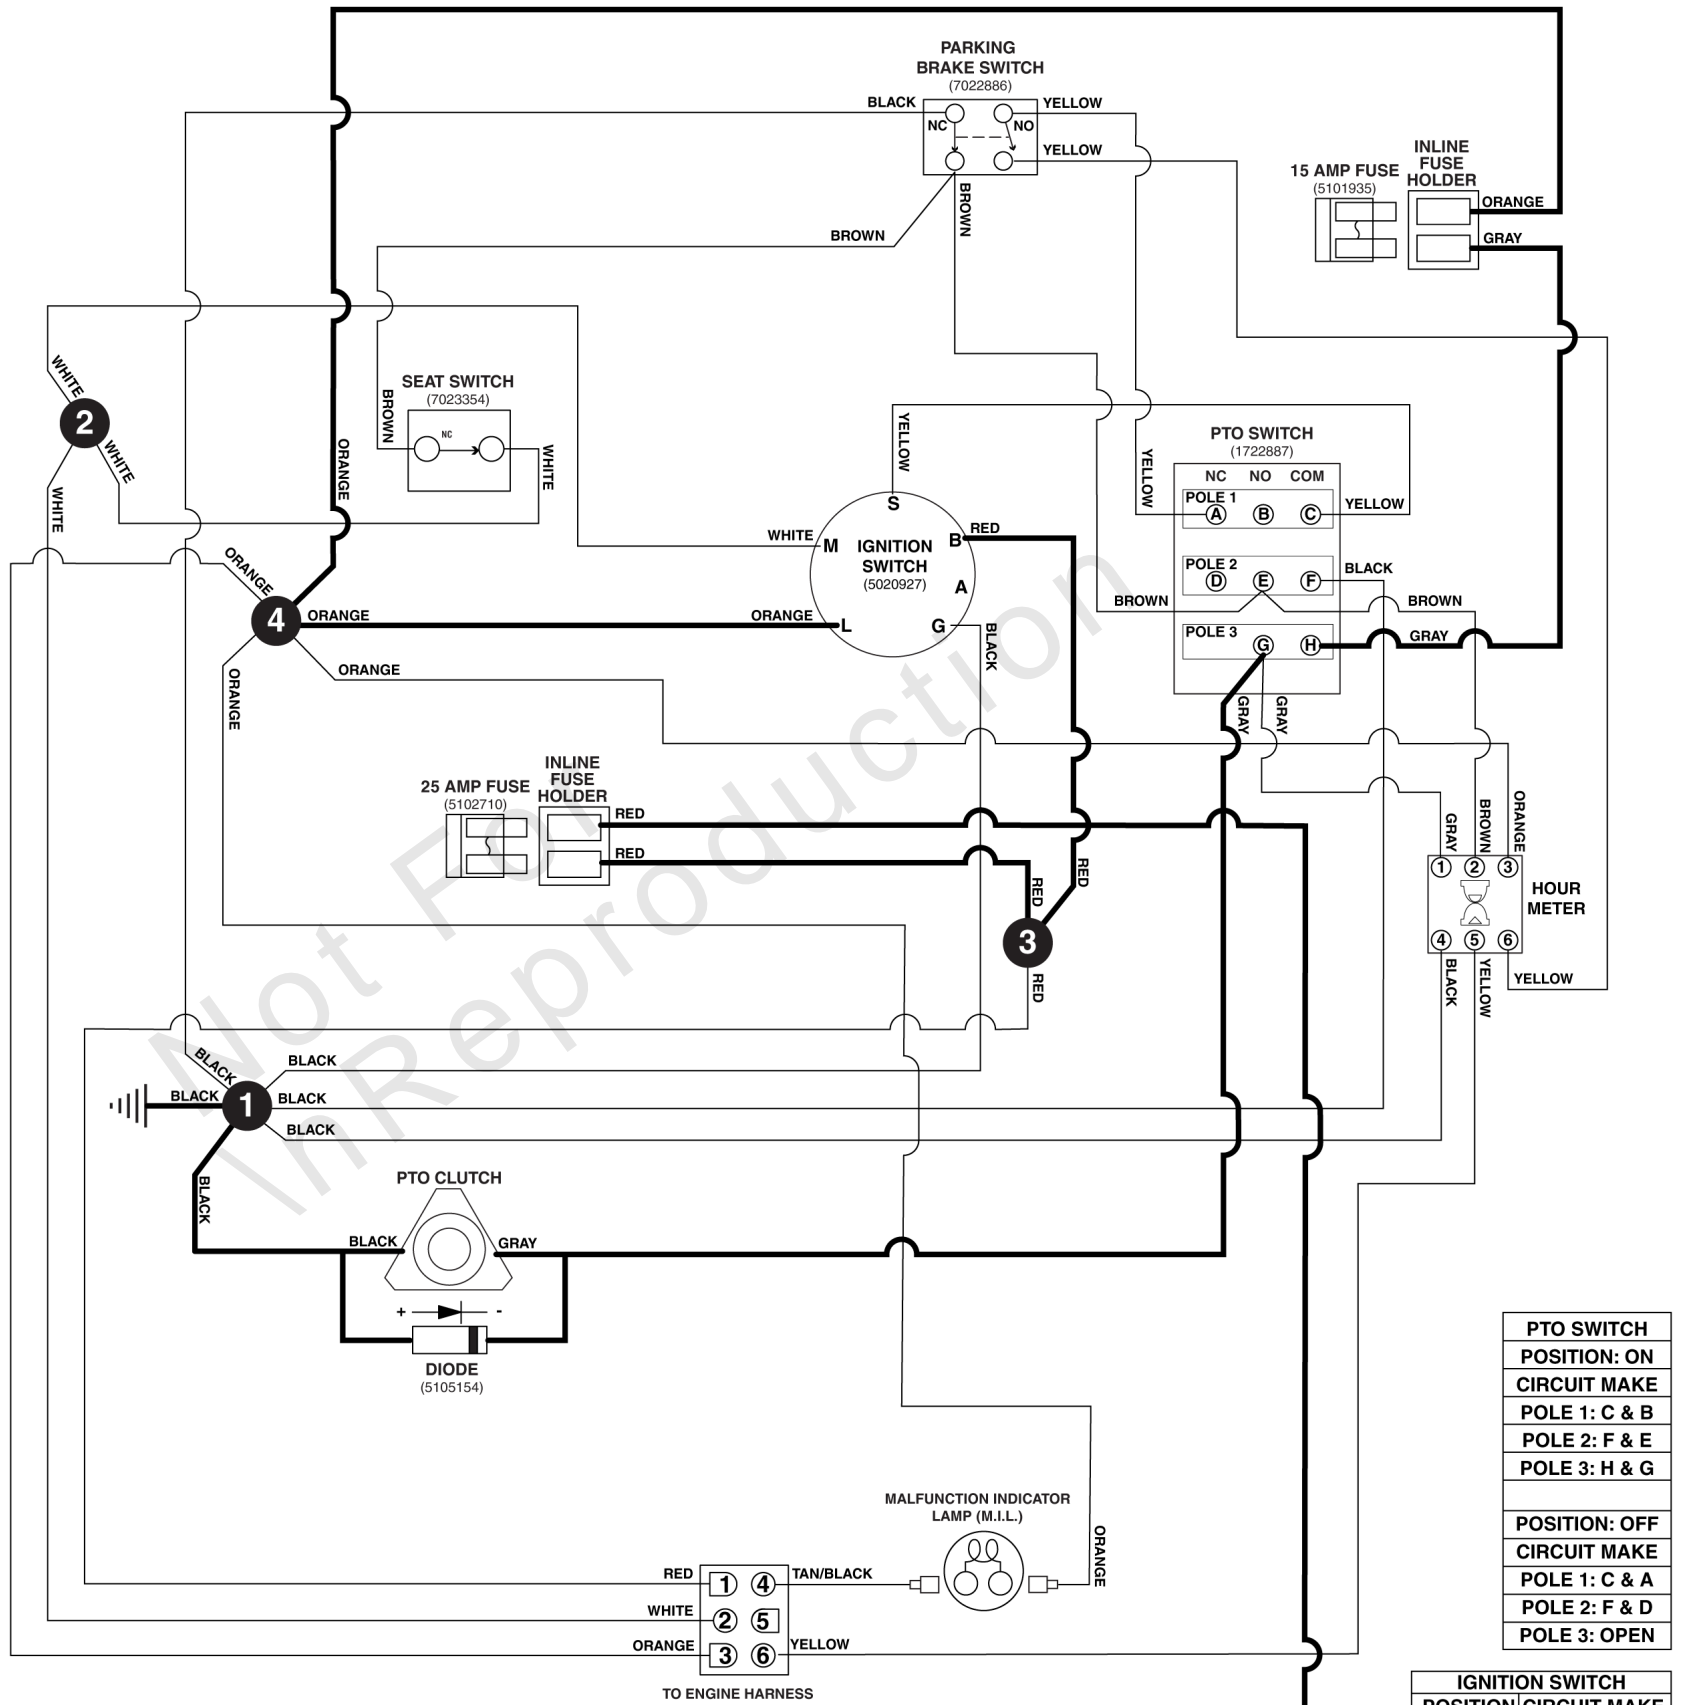 PARKING
BRAKE SWITCH
(7022886)
BLACK
YELLOW
NC
NO
YELLOW
BROWN
BROWN
15 AMP FUSE
(5101935)
INLINE
FUSE
HOLDER
ORANGE
GRAY
WHITE
2
WHITE
WHITE
SEAT SWITCH
(7023354)
BROWN
NC
WHITE
ORANGE
YELLOW
S
WHITE
M
B
RED
IGNITION
SWITCH
(5020927)
A
L
G
BLACK
PTO SWITCH
(1722887)
NC NO COM
YELLOW
POLE 1
A B C
YELLOW
POLE 2
D E F
BLACK
BROWN
BROWN
POLE 3
G H
GRAY
GRAY
GRAY
ORANGE
4
ORANGE
ORANGE
ORANGE
ORANGE
25 AMP FUSE
(5102710)
INLINE
FUSE
HOLDER
RED
RED
RED
RED
3
RED
GRAY
BROWN
ORANGE
1 2 3
HOUR
METER
4 5 6
BLACK
YELLOW
YELLOW
Not For
\nReproduction
BLACK
BLACK
BLACK
1
BLACK
BLACK
BLACK
PTO CLUTCH
BLACK
GRAY
+ -
DIODE
(5105154)
MALFUNCTION INDICATOR
LAMP (M.I.L.)
ORANGE
RED
1 4
TAN/BLACK
WHITE
2 5
ORANGE
3 6
YELLOW
TO ENGINE HARNESS
PTO SWITCH
POSITION: ON
CIRCUIT MAKE
POLE 1: C & B
POLE 2: F & E
POLE 3: H & G
POSITION: OFF
CIRCUIT MAKE
POLE 1: C & A
POLE 2: F & D
POLE 3: OPEN
IGNITION SWITCH
POSITION CIRCUIT MAKE